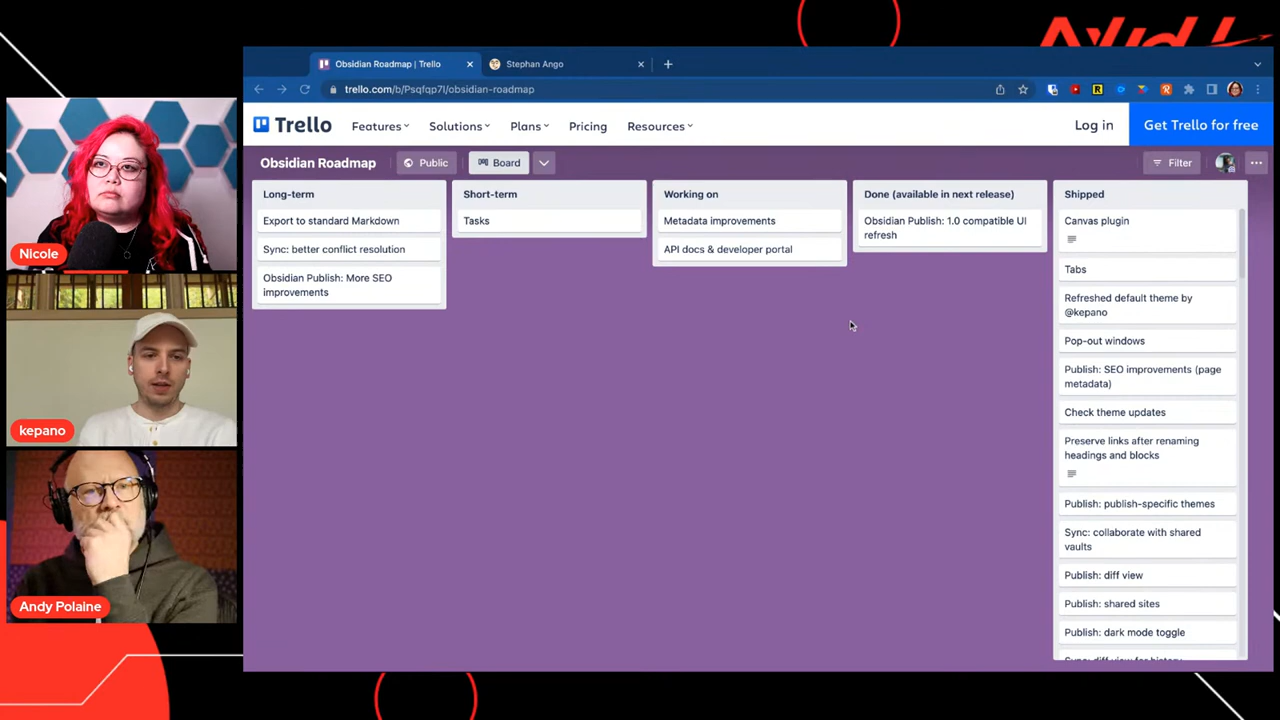 Obsidian Roadmap | Trello
Stephan Ango
trello.com/b/Psqfqp7l/obsidian-roadmap
Trello
Features
Solutions
Plans
Pricing
Resources
Log in
Get Trello for free
Obsidian Roadmap
Public
Board
Filter
Long-term
Export to standard Markdown
Sync: better conflict resolution
Obsidian Publish: More SEO
improvements
Short-term
Tasks
Working on
Metadata improvements
API docs & developer portal
Done (available in next release)
Obsidian Publish: 1.0 compatible UI
refresh
Shipped
Canvas plugin
Tabs
Refreshed default theme by
@kepano
Pop-out windows
Publish: SEO improvements (page
metadata)
Check theme updates
Preserve links after renaming
headings and blocks
Publish: publish-specific themes
Sync: collaborate with shared
vaults
Publish: diff view
Publish: shared sites
Publish: dark mode toggle
Sync: diff view for history
Nicole
kepano
Andy Polaine